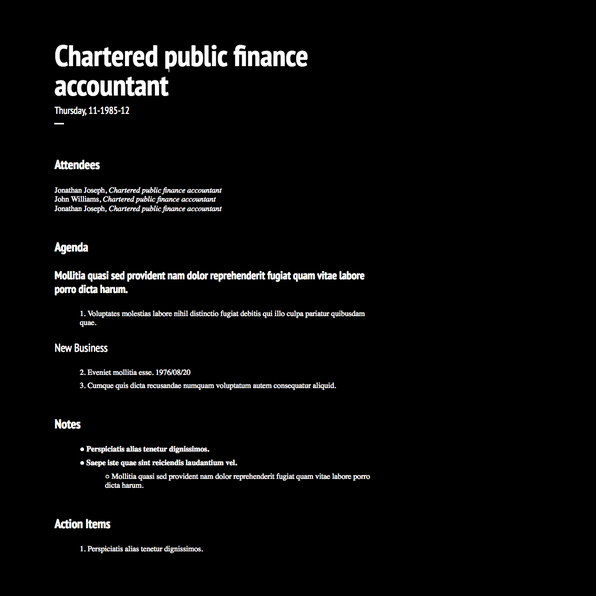 Chartered public finance
accountant
Thursday, 11-1985-12
Attendees
Jonathan Joseph, Chartered public finance accountant
John Williams, Chartered public finance accountant
Jonathan Joseph, Chartered public finance accountant
Agenda
Mollitia quasi sed provident nam dolor reprehenderit fugiat quam vitae labore
porro dicta harum.
1. Voluptates molestias labore nihil distinctio fugiat debitis qui illo culpa pariatur quibusdam
quae.
New Business
2. Eveniet mollitia esse. 1976/08/20
3. Cumque quis dicta recusandae numquam voluptatum autem consequatur aliquid.
Notes
● Perspiciatis alias tenetur dignissimos.
● Saepe iste quae sint reiciendis laudantium vel.
○ Mollitia quasi sed provident nam dolor reprehenderit fugiat quam vitae labore porro
dicta harum.
Action Items
1. Perspiciatis alias tenetur dignissimos.